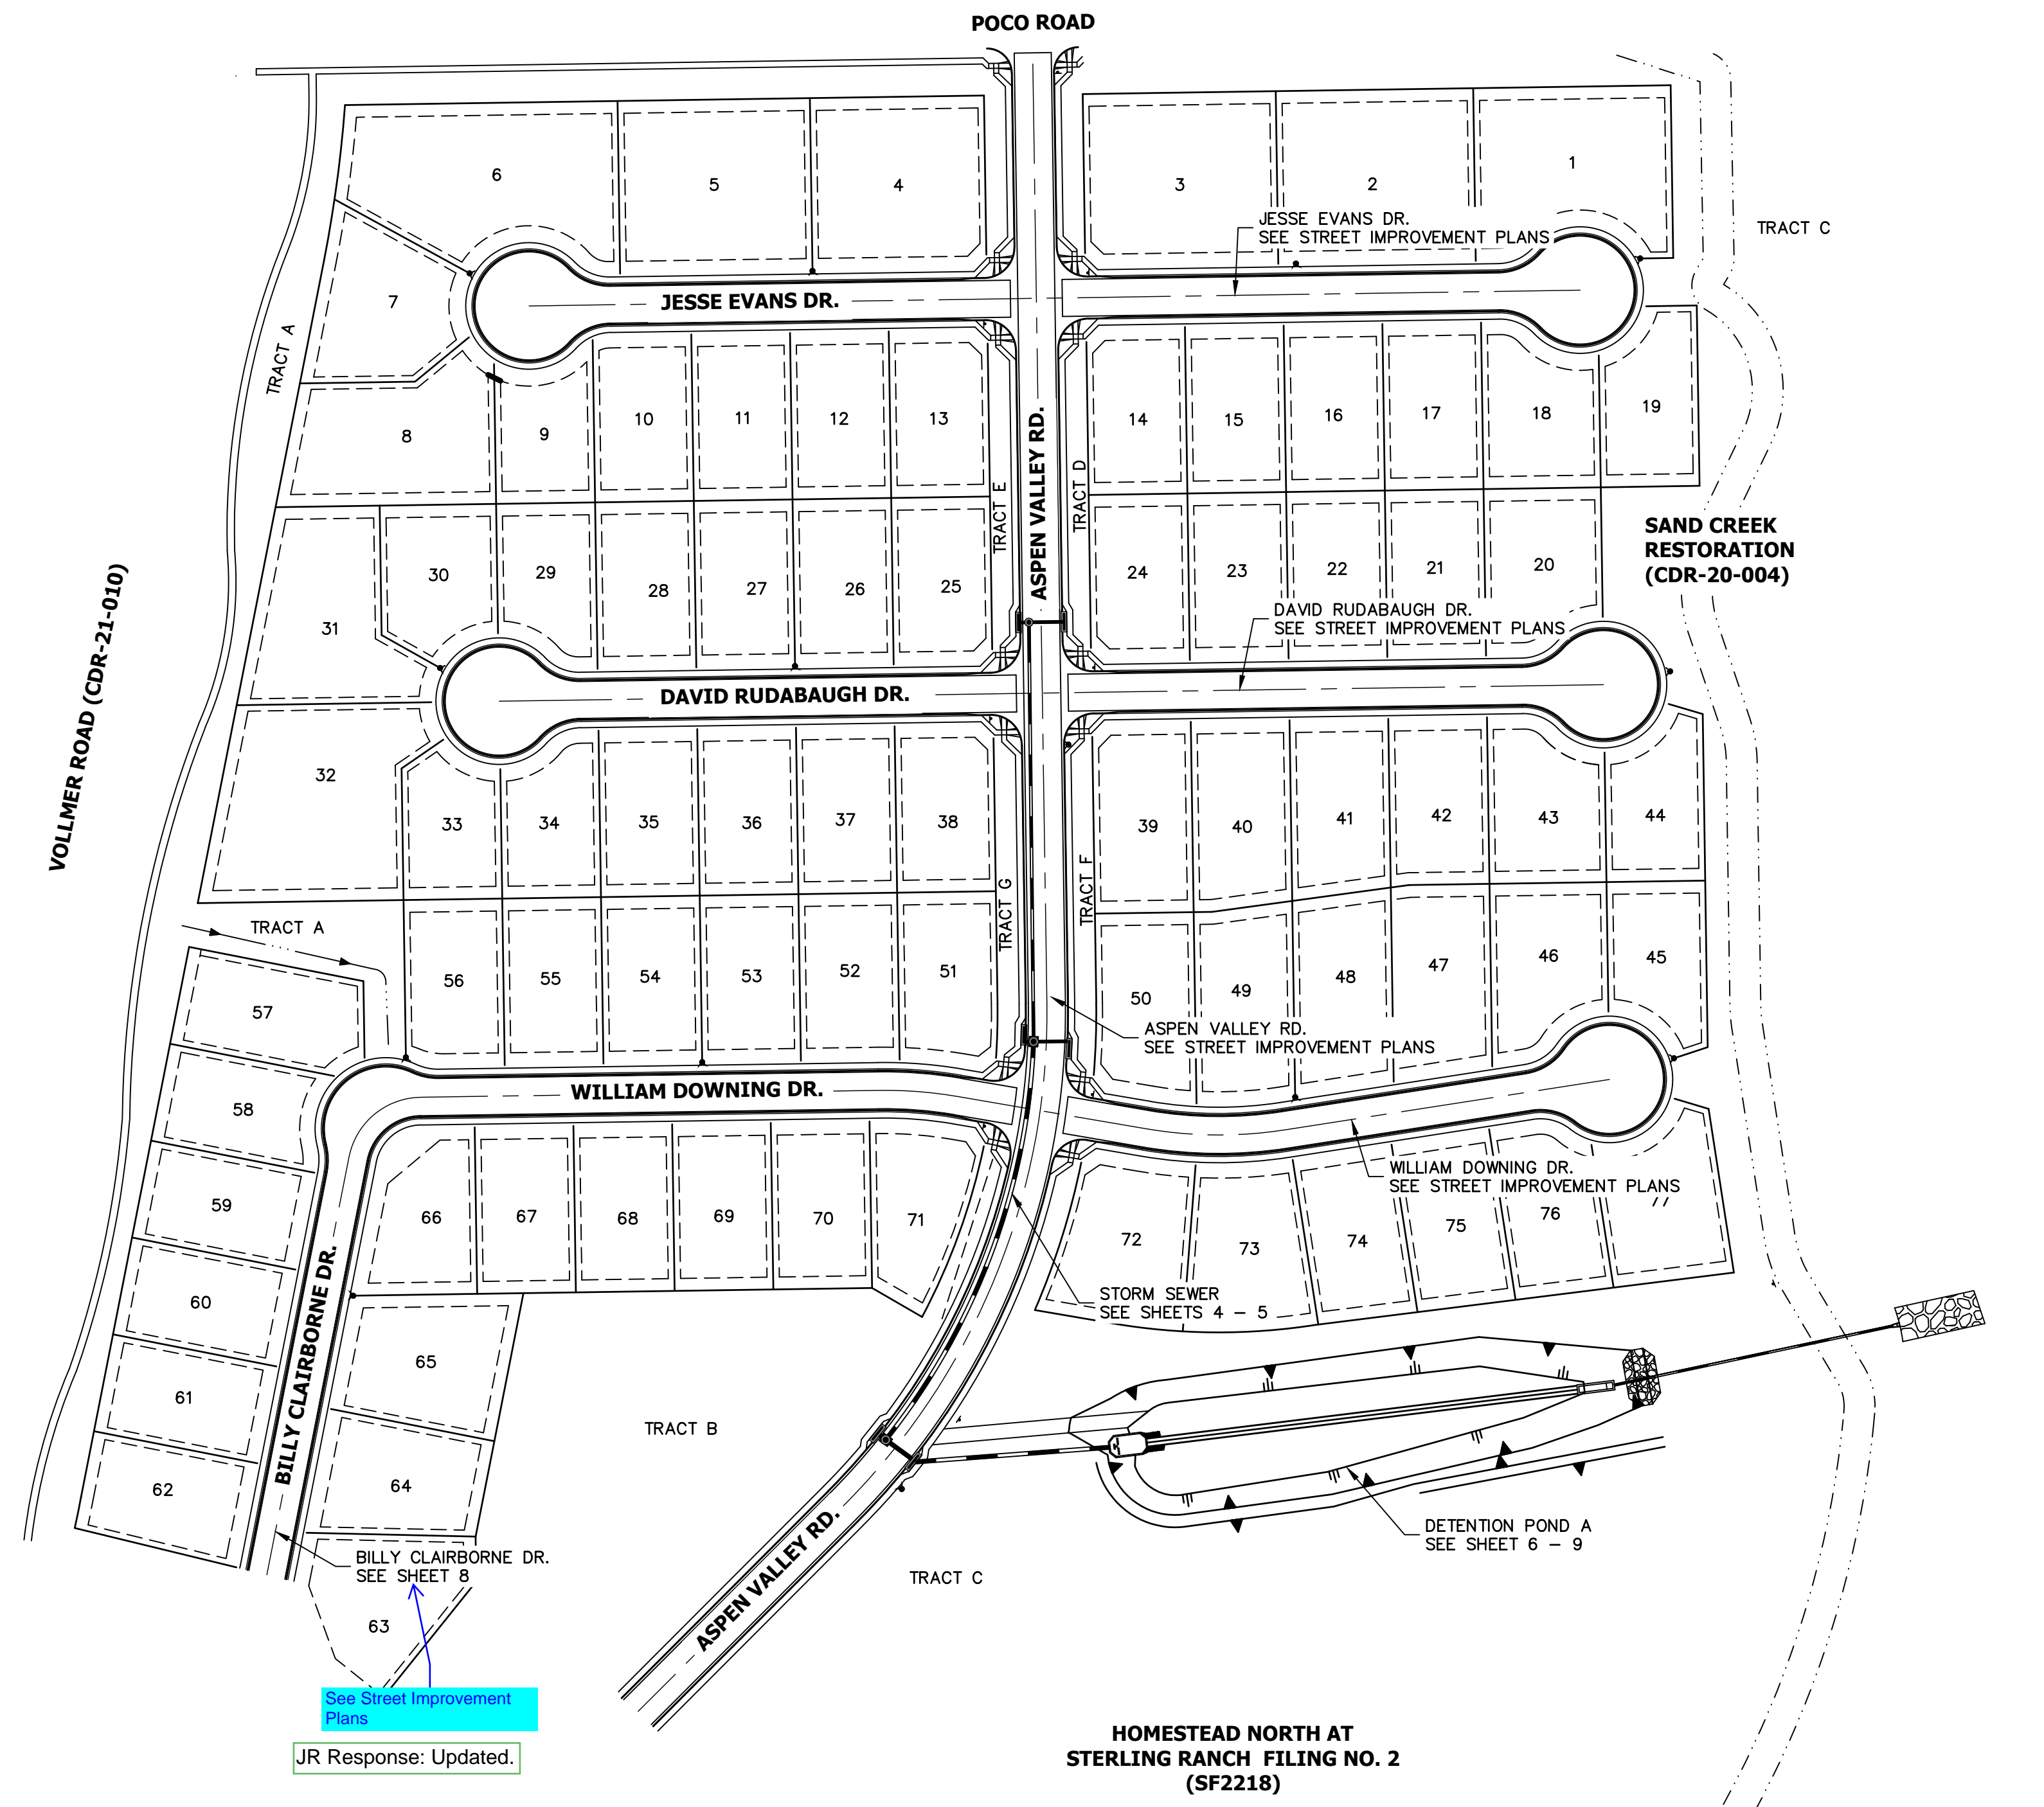 POCO ROAD
6
5
4
3
2
1
TRACT C
JESSE EVANS DR.
SEE STREET IMPROVEMENT PLANS
7
JESSE EVANS DR.
TRACT A
8
9
10
11
12
13
14
15
16
17
18
19
TRACT E
ASPEN VALLEY RD.
TRACT D
SAND CREEK
RESTORATION
(CDR-20-004)
31
30
29
28
27
26
25
24
23
22
21
20
DAVID RUDABAUGH DR.
SEE STREET IMPROVEMENT PLANS
VOLLMER ROAD (CDR-21-010)
DAVID RUDABAUGH DR.
32
33
34
35
36
37
38
39
40
41
42
43
44
TRACT G
TRACT F
TRACT A
56
55
54
53
52
51
50
49
48
47
46
45
57
ASPEN VALLEY RD.
SEE STREET IMPROVEMENT PLANS
58
WILLIAM DOWNING DR.
WILLIAM DOWNING DR.
SEE STREET IMPROVEMENT PLANS
59
66
67
68
69
70
71
72
73
74
75
76
60
BILLY CLAIRBORNE DR.
STORM SEWER
SEE SHEETS 4 - 5
61
65
62
64
TRACT B
DETENTION POND A
SEE SHEET 6 - 9
BILLY CLAIRBORNE DR.
SEE SHEET 8
63
ASPEN VALLEY RD.
TRACT C
See Street Improvement
Plans
JR Response: Updated.
HOMESTEAD NORTH AT
STERLING RANCH FILING NO. 2
(SF2218)